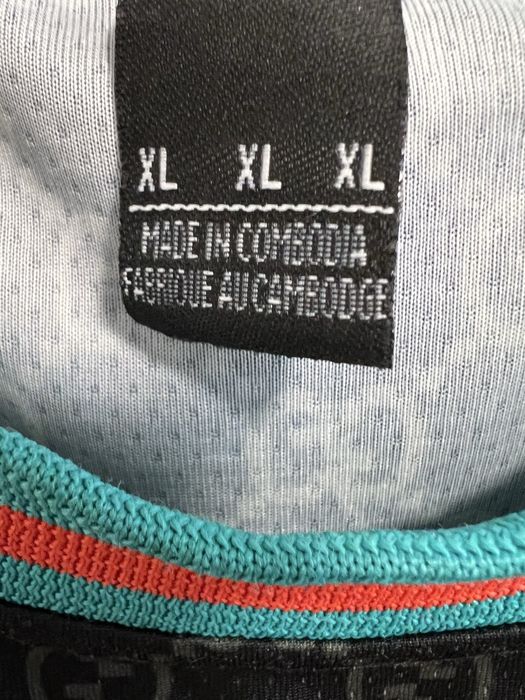 XL XL XL
MADE IN COMBODIA
FABRIQUE AU CAMBODGE